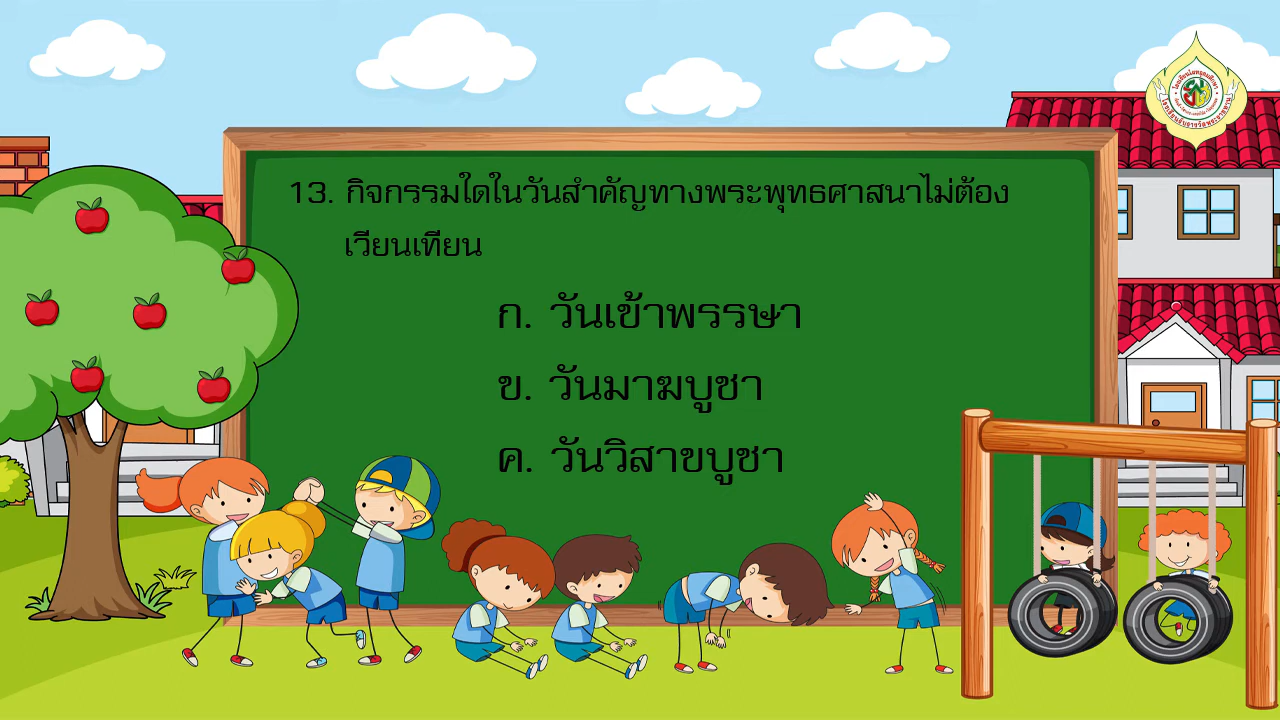 13. กิจกรรมใดในวันสำคัญทางพระพุทธศาสนาไม่ต้อง
เวียนเทียน
ก. วันเข้าพรรษา
ข. วันมาฆบูชา
ค. วันวิสาขบูชา